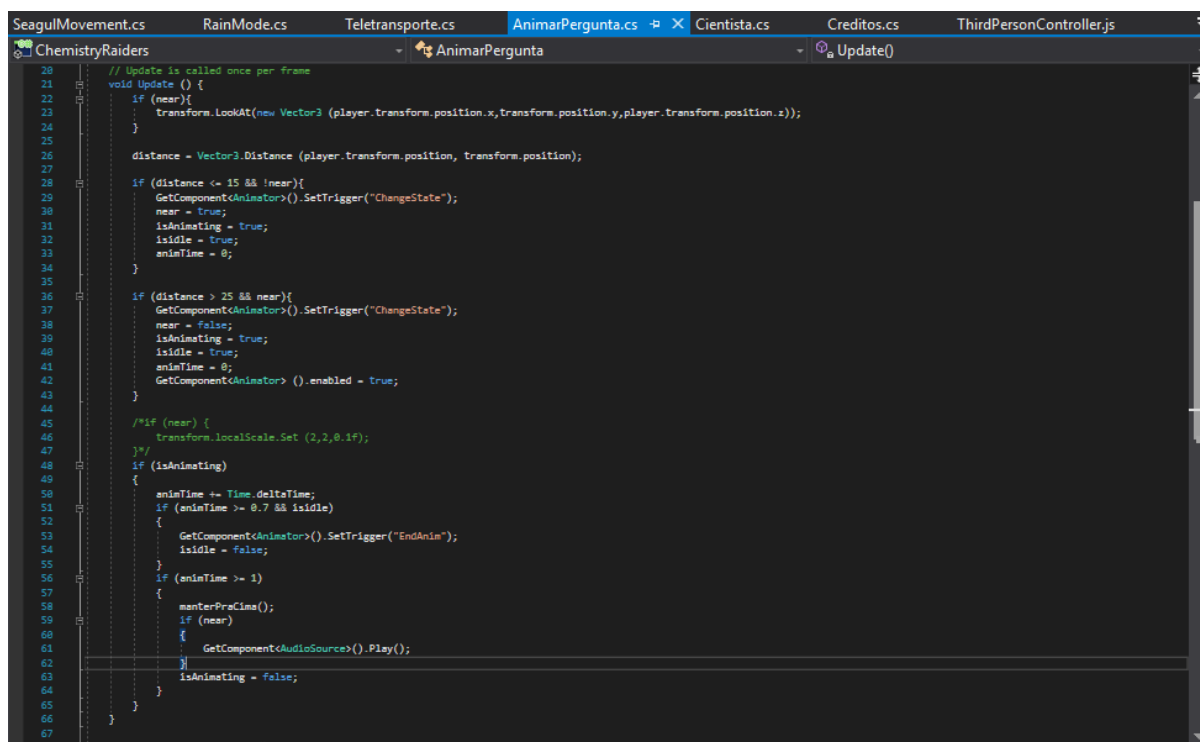 SeagulMovement.cs RainMode.cs Teletransporte.cs AnimarPergunta.cs Cientista.cs Creditos.cs ThirdPersonController.js
ChemistryRaiders AnimarPergunta Update()
20 // Update is called once per frame
21 void Update () {
22 if (near){
23 transform.LookAt(new Vector3 (player.transform.position.x,transform.position.y,player.transform.position.z));
24 }
25
26 distance = Vector3.Distance (player.transform.position, transform.position);
27
28 if (distance <= 15 && !near){
29 GetComponent<Animator>().SetTrigger("ChangeState");
30 near = true;
31 isAnimating = true;
32 isidle = true;
33 animTime = 0;
34 }
35
36 if (distance > 25 && near){
37 GetComponent<Animator>().SetTrigger("ChangeState");
38 near = false;
39 isAnimating = true;
40 isidle = true;
41 animTime = 0;
42 GetComponent<Animator> ().enabled = true;
43 }
44
45 /*if (near) {
46 transform.localScale.Set (2,2,0.1f);
47 }*/
48 if (isAnimating)
49 {
50 animTime += Time.deltaTime;
51 if (animTime >= 0.7 && isidle)
52 {
53 GetComponent<Animator>().SetTrigger("EndAnim");
54 isidle = false;
55 }
56 if (animTime >= 1)
57 {
58 manterPraCima();
59 if (near)
60 {
61 GetComponent<AudioSource>().Play();
62 }
63 isAnimating = false;
64 }
65 }
66 }
67